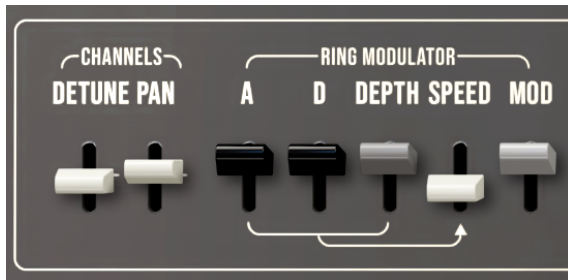 CHANNELS RING MODULATOR
DETUNE PAN A D DEPTH SPEED MOD